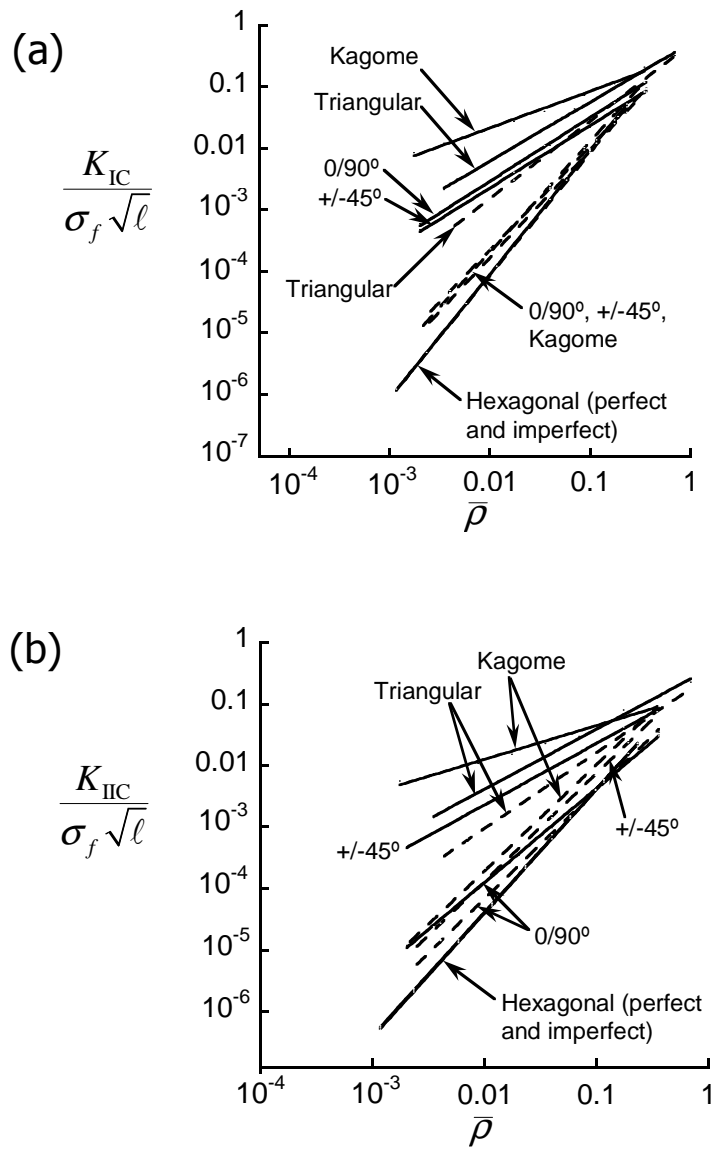 (a)
K_IC / σ_f √ℓ
1
0.1
0.01
10⁻³
10⁻⁴
10⁻⁵
10⁻⁶
10⁻⁷
Kagome
Triangular
0/90º
+/-45º
Triangular
0/90º, +/-45º,
Kagome
Hexagonal (perfect
and imperfect)
10⁻⁴ 10⁻³ 0.01 0.1 1
ρ̅
(b)
K_IIC / σ_f √ℓ
1
0.1
0.01
10⁻³
10⁻⁴
10⁻⁵
10⁻⁶
Kagome
Triangular
+/-45º
+/-45º
0/90º
Hexagonal (perfect
and imperfect)
10⁻⁴ 10⁻³ 0.01 0.1 1
ρ̅